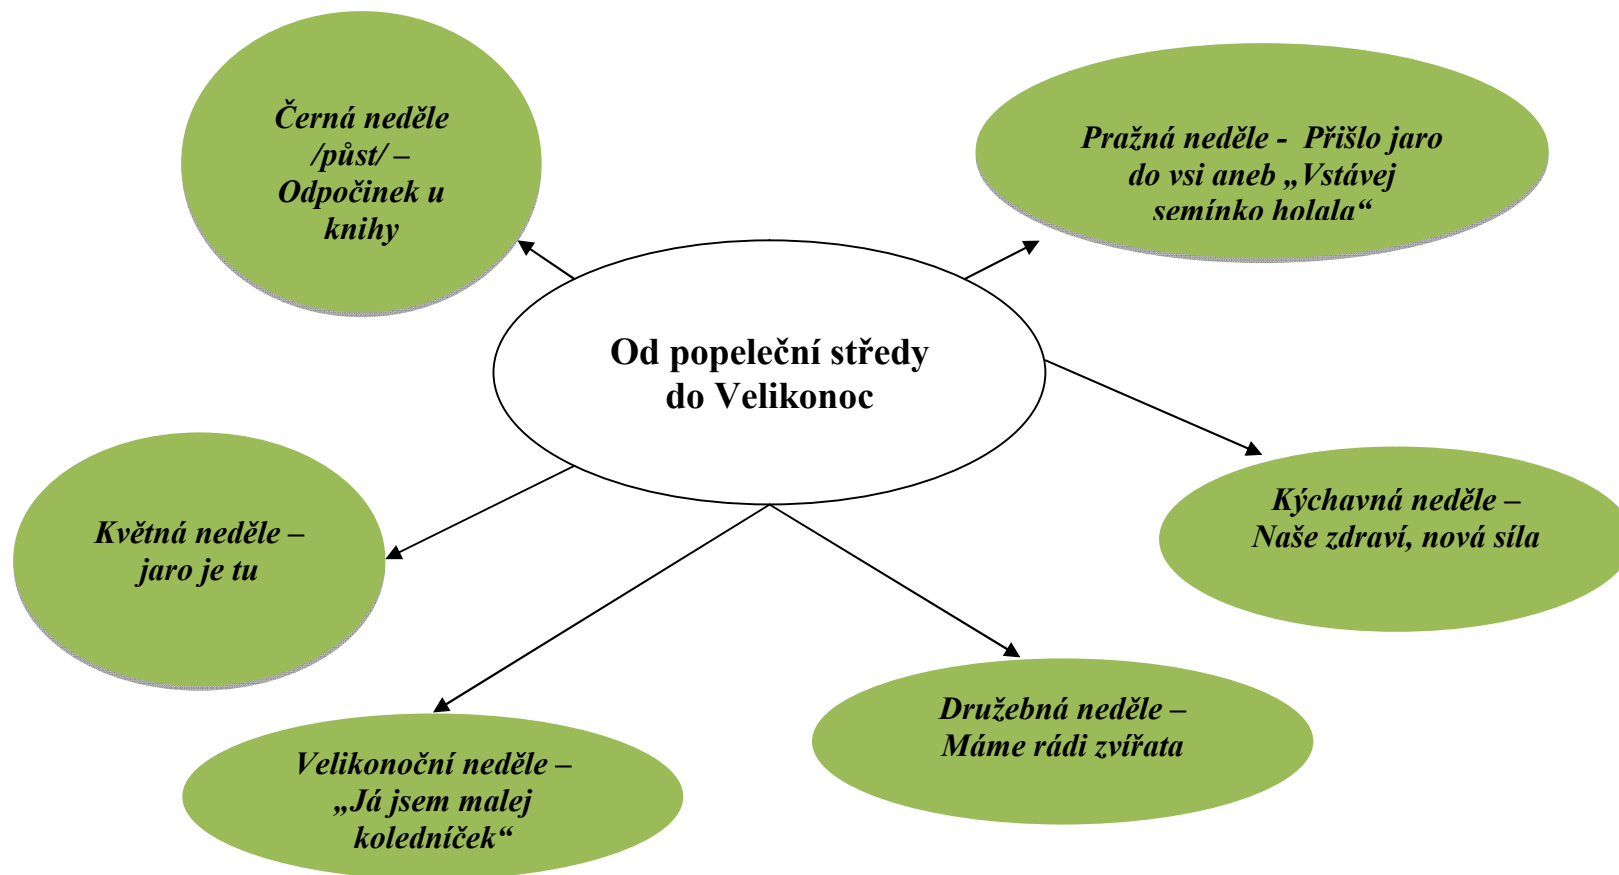 Černá neděle
/půst/ –
Odpočinek u
knihy
Pražná neděle - Přišlo jaro
do vsi aneb „Vstávej
semínko holala“
Od popeleční středy
do Velikonoc
Květná neděle –
jaro je tu
Kýchavná neděle –
Naše zdraví, nová síla
Velikonoční neděle –
„Já jsem malej
koledníček“
Družebná neděle –
Máme rádi zvířata